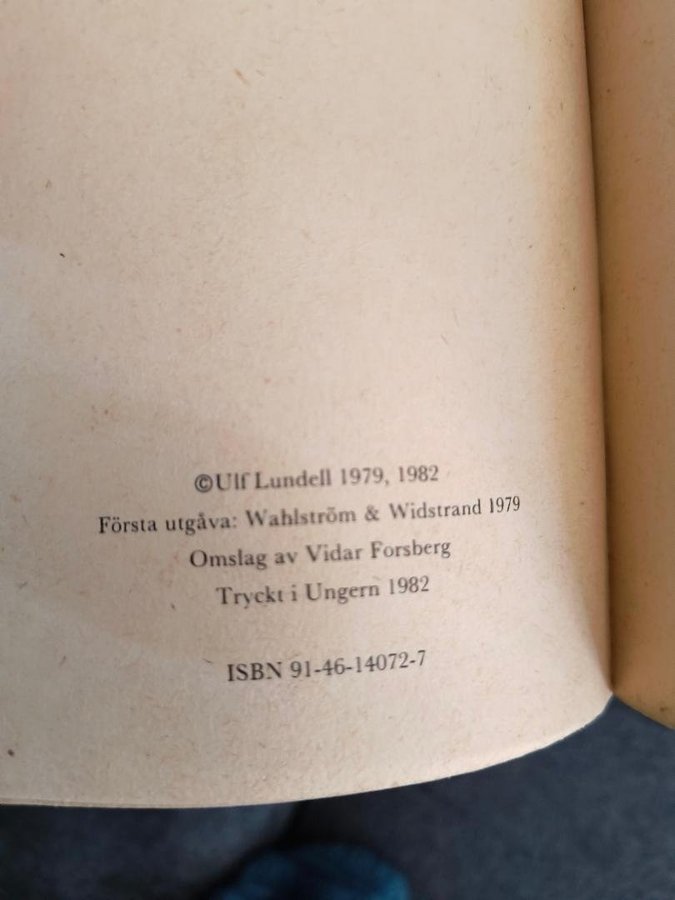 ©Ulf Lundell 1979, 1982
Första utgåva: Wahlström & Widstrand 1979
Omslag av Vidar Forsberg
Tryckt i Ungern 1982
ISBN 91-46-14072-7